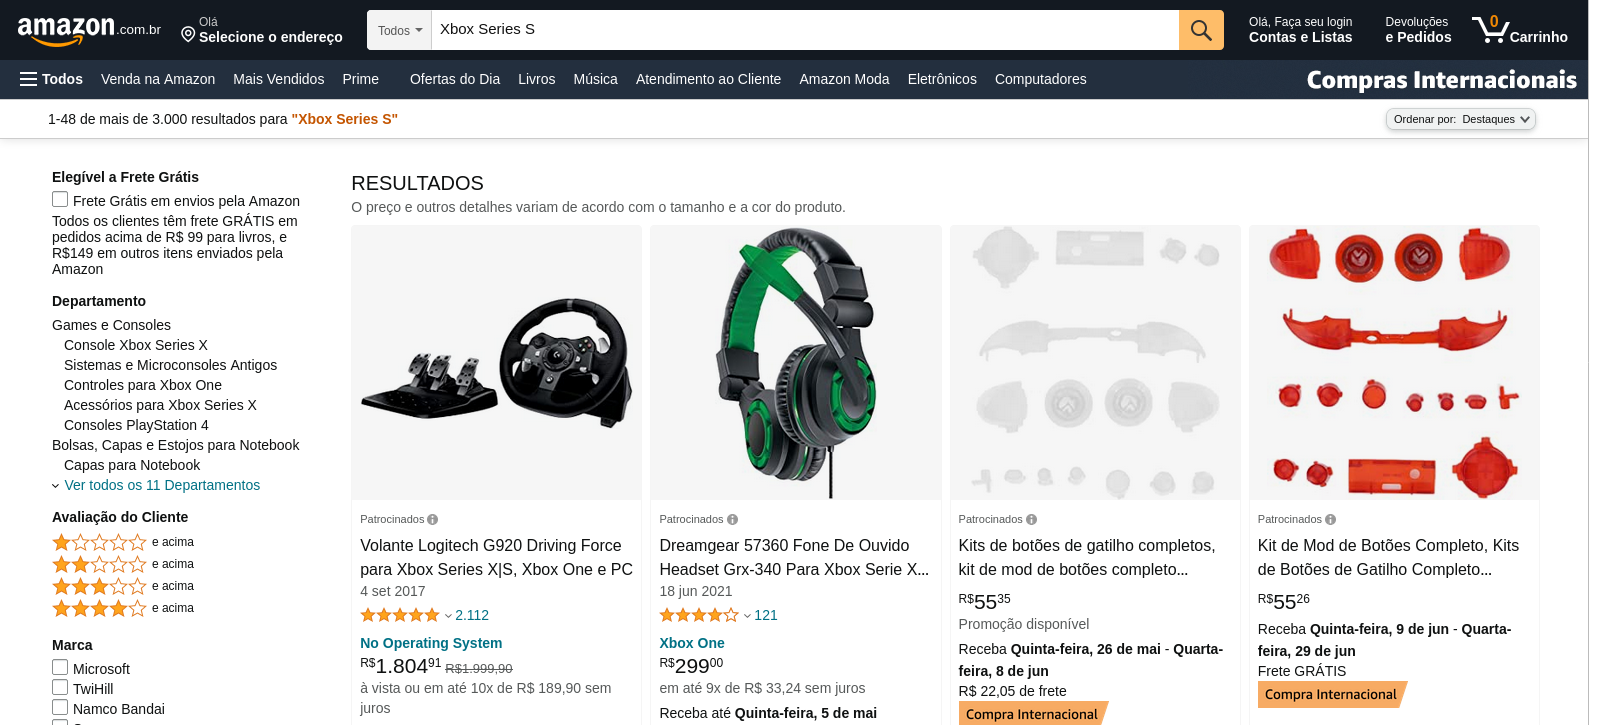 amazon.com.br
Olá
Selecione o endereço
Todos
Xbox Series S
Olá, Faça seu login
Contas e Listas
Devoluções
e Pedidos
0
Carrinho
Todos
Venda na Amazon
Mais Vendidos
Prime
Ofertas do Dia
Livros
Música
Atendimento ao Cliente
Amazon Moda
Eletrônicos
Computadores
Compras Internacionais
1-48 de mais de 3.000 resultados para "Xbox Series S"
Ordenar por: Destaques
Elegível a Frete Grátis
Frete Grátis em envios pela Amazon
Todos os clientes têm frete GRÁTIS em
pedidos acima de R$ 99 para livros, e
R$149 em outros itens enviados pela
Amazon
Departamento
Games e Consoles
Console Xbox Series X
Sistemas e Microconsoles Antigos
Controles para Xbox One
Acessórios para Xbox Series X
Consoles PlayStation 4
Bolsas, Capas e Estojos para Notebook
Capas para Notebook
Ver todos os 11 Departamentos
Avaliação do Cliente
e acima
e acima
e acima
e acima
Marca
Microsoft
TwiHill
Namco Bandai
RESULTADOS
O preço e outros detalhes variam de acordo com o tamanho e a cor do produto.
Patrocinados
Volante Logitech G920 Driving Force
para Xbox Series X|S, Xbox One e PC
4 set 2017
2.112
No Operating System
R$1.80491 R$1.999,90
à vista ou em até 10x de R$ 189,90 sem
juros
Patrocinados
Dreamgear 57360 Fone De Ouvido
Headset Grx-340 Para Xbox Serie X...
18 jun 2021
121
Xbox One
R$29900
em até 9x de R$ 33,24 sem juros
Receba até Quinta-feira, 5 de mai
Patrocinados
Kits de botões de gatilho completos,
kit de mod de botões completo...
R$5535
Promoção disponível
Receba Quinta-feira, 26 de mai - Quarta-
feira, 8 de jun
R$ 22,05 de frete
Compra Internacional
Patrocinados
Kit de Mod de Botões Completo, Kits
de Botões de Gatilho Completo...
R$5526
Receba Quinta-feira, 9 de jun - Quarta-
feira, 29 de jun
Frete GRÁTIS
Compra Internacional